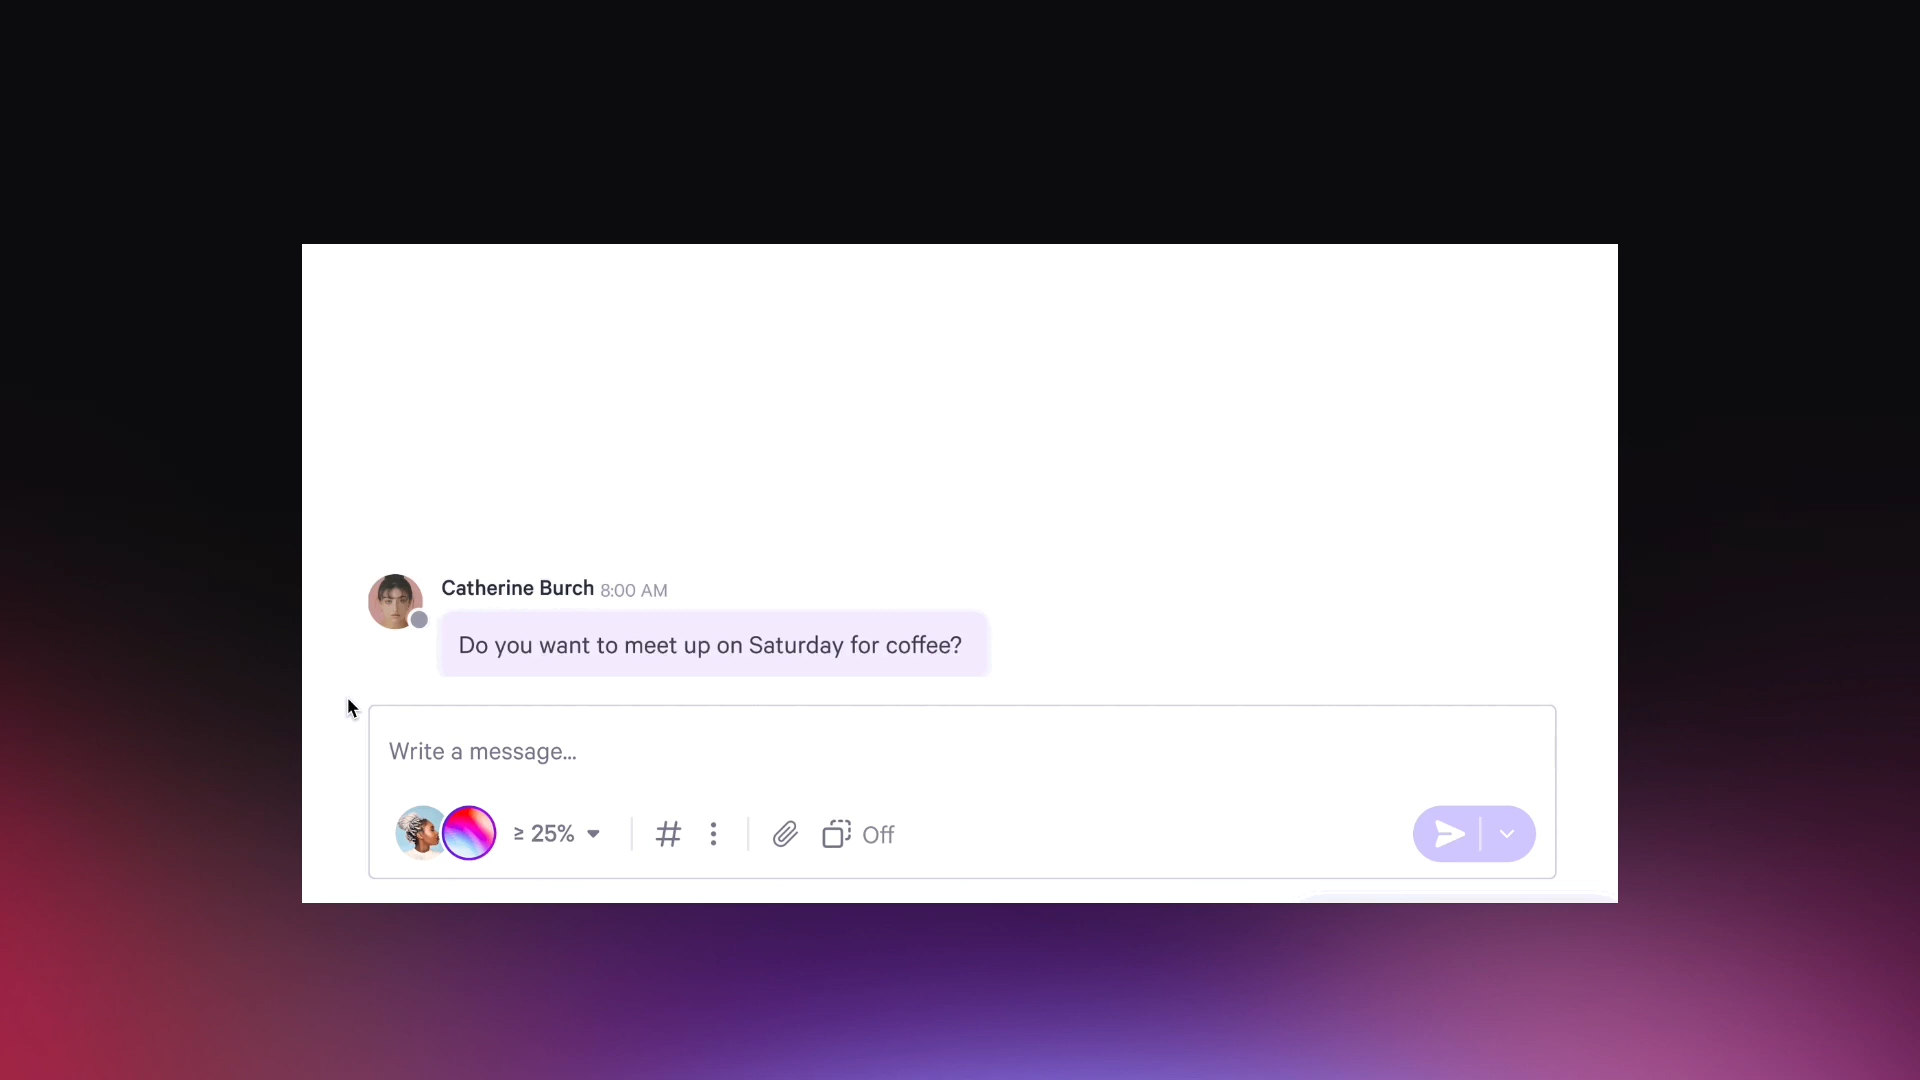 Catherine Burch 8:00 AM
Do you want to meet up on Saturday for coffee?
Write a message...
≥ 25%
Off